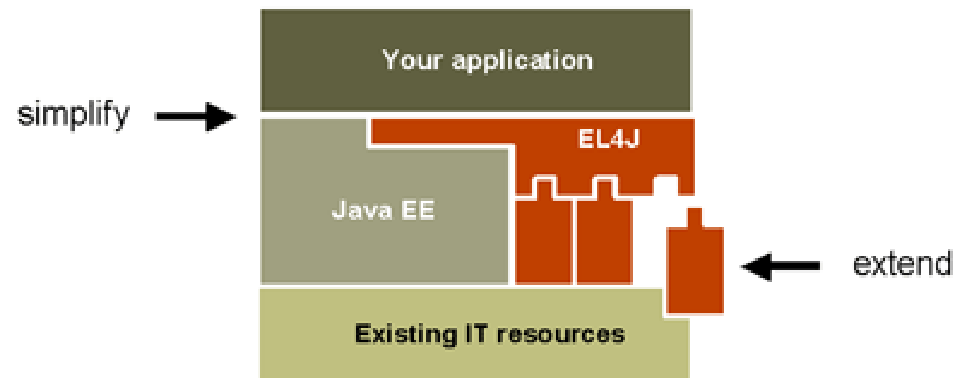 Your application
simplify
EL4J
Java EE
extend
Existing IT resources